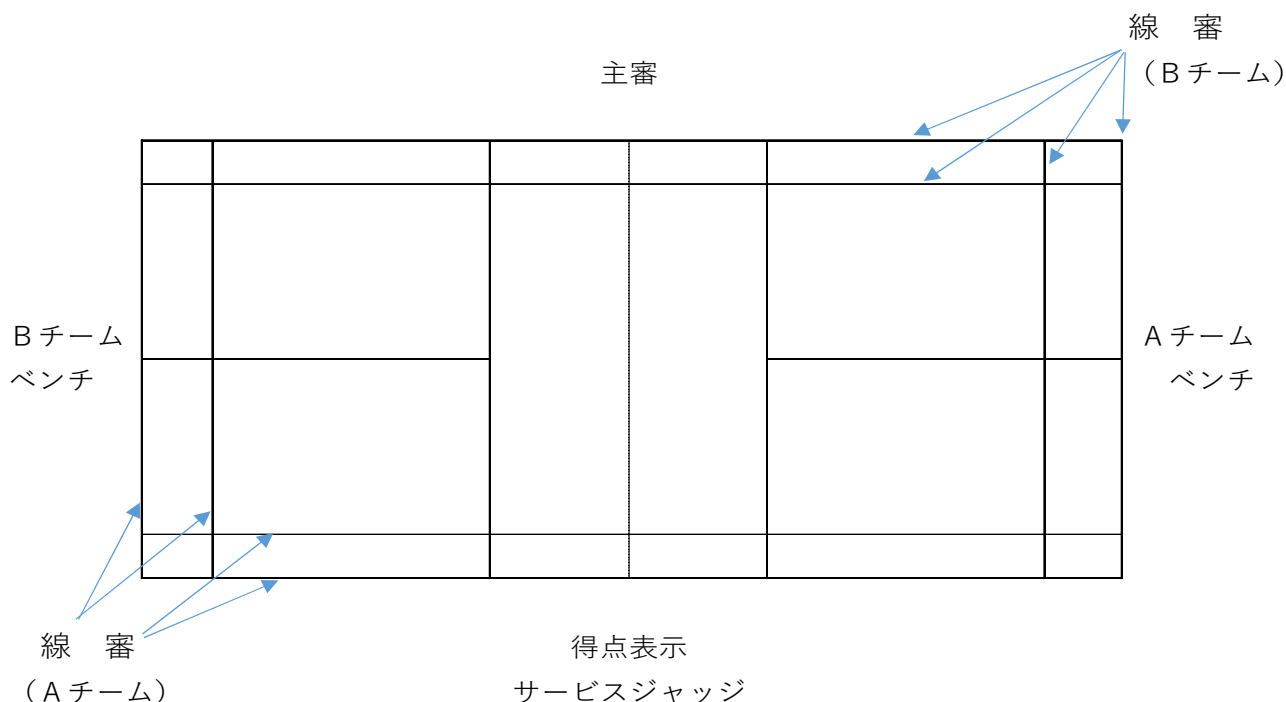 線　審
（Ｂチーム）
主審
Ｂチーム
ベンチ
Ａチーム
ベンチ
線　審
（Ａチーム）
得点表示
サービスジャッジ